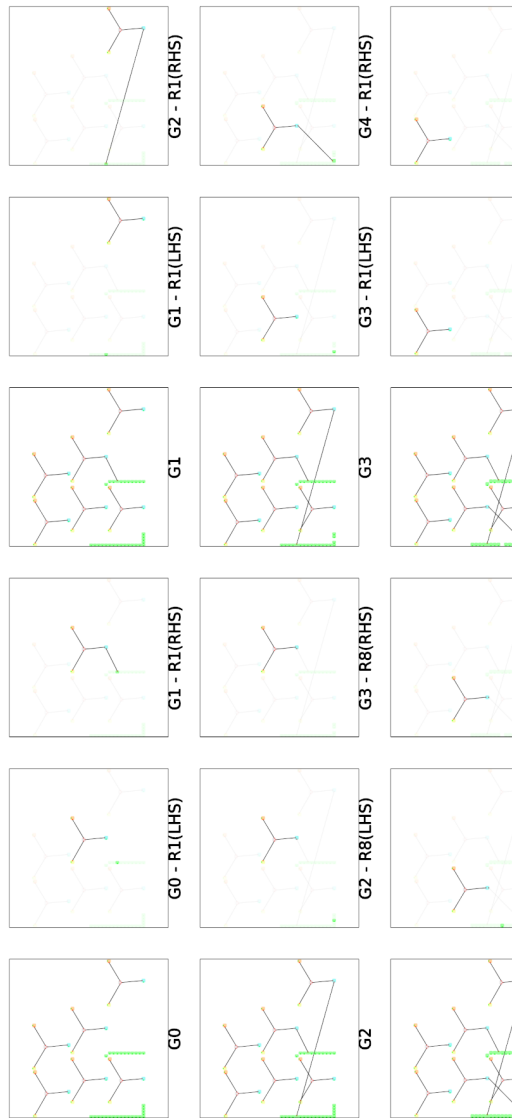 G0 G0 - R1(LHS) G1 - R1(RHS) G1 G1 - R1(LHS) G2 - R1(RHS)
G2 G2 - R8(LHS) G3 - R8(RHS) G3 G3 - R1(LHS) G4 - R1(RHS)